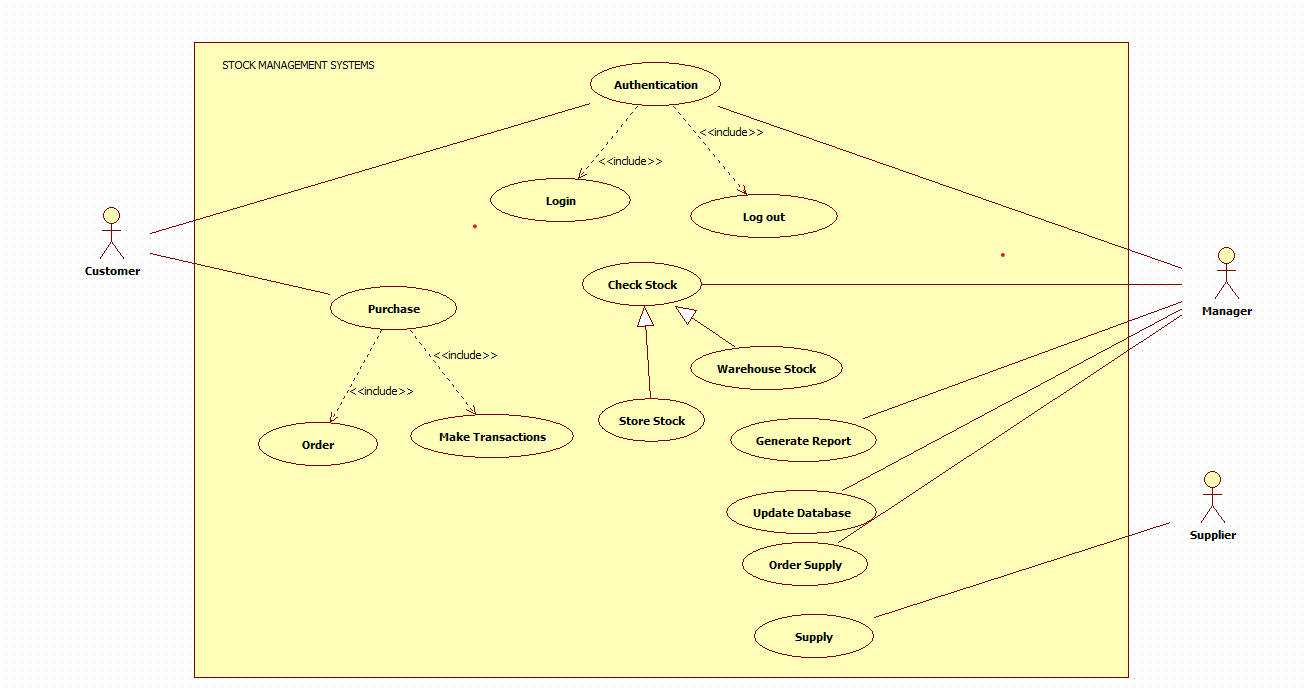 STOCK MANAGEMENT SYSTEMS
Authentication
<<include>>
<<include>>
Login
Log out
Customer
Check Stock
Purchase
Manager
<<include>>
Warehouse Stock
<<include>>
Store Stock
Order
Make Transactions
Generate Report
Update Database
Supplier
Order Supply
Supply